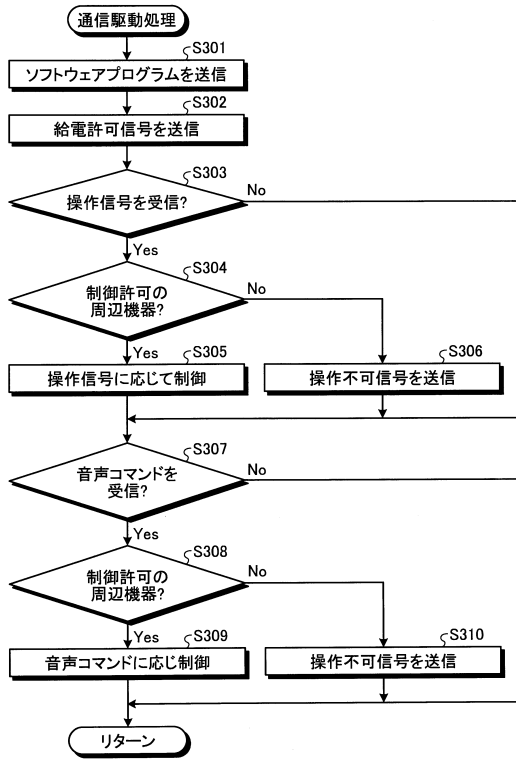 通信駆動処理
S301
ソフトウェアプログラムを送信
S302
給電許可信号を送信
S303
操作信号を受信?
No
Yes
S304
制御許可の
周辺機器?
No
Yes
S305
操作信号に応じて制御
S306
操作不可信号を送信
S307
音声コマンドを
受信?
No
Yes
S308
制御許可の
周辺機器?
No
Yes
S309
音声コマンドに応じ制御
S310
操作不可信号を送信
リターン